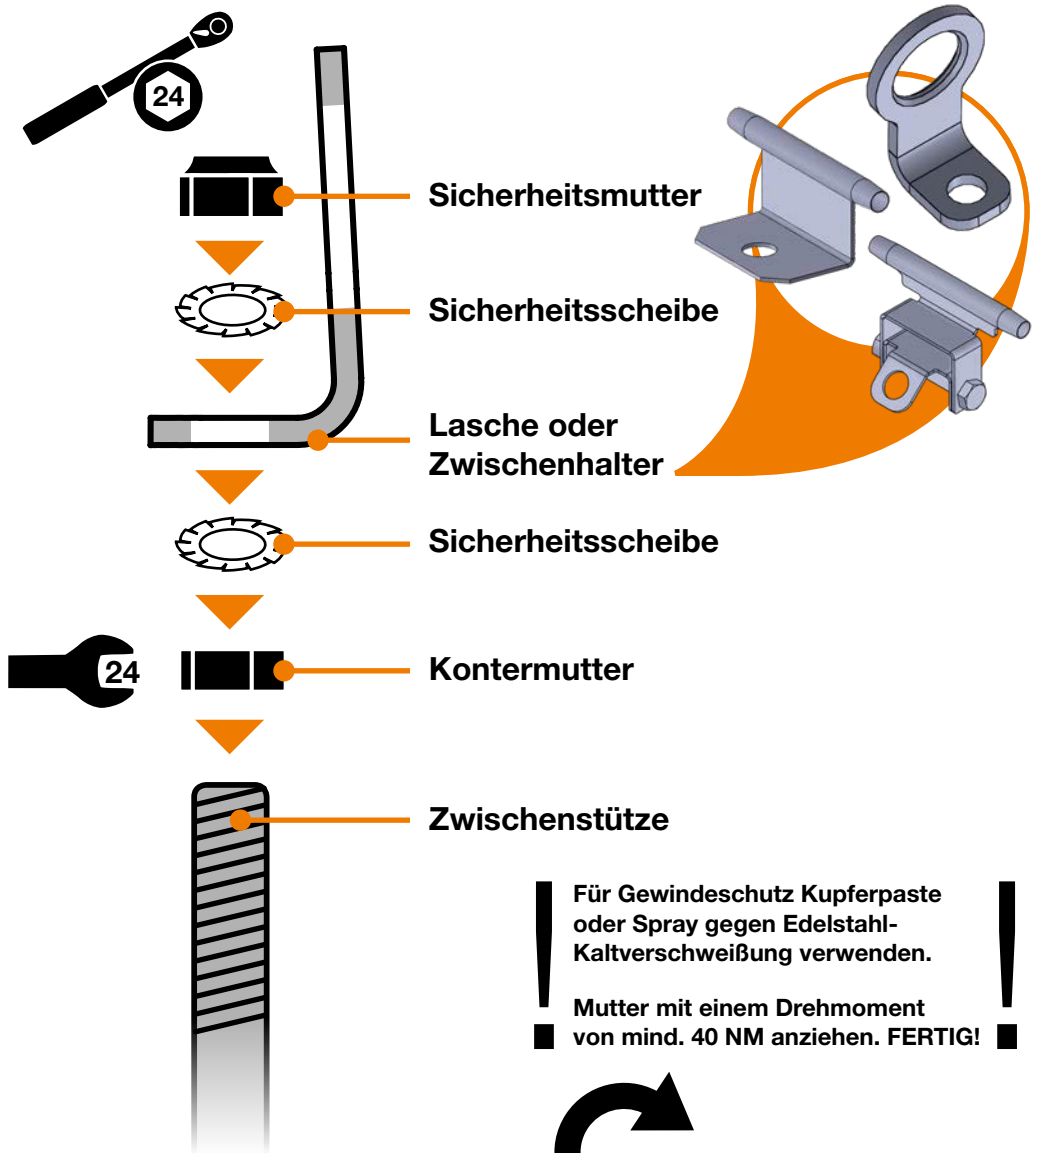 24
Sicherheitsmutter
Sicherheitsscheibe
Lasche oder
Zwischenhalter
Sicherheitsscheibe
24
Kontermutter
Zwischenstütze
Für Gewindeschutz Kupferpaste
oder Spray gegen Edelstahl-
Kaltverschweißung verwenden.
Mutter mit einem Drehmoment
von mind. 40 NM anziehen. FERTIG!